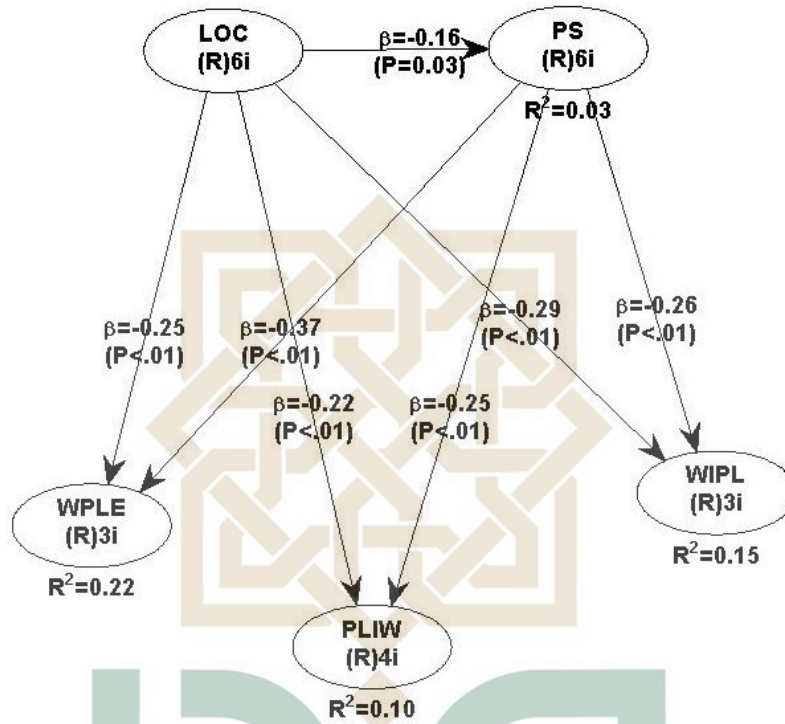 LOC
(R)6i
β=-0.16
(P=0.03)
PS
(R)6i
R²=0.03
β=-0.25
(P<.01)
β=-0.37
(P<.01)
β=-0.29
(P<.01)
β=-0.26
(P<.01)
β=-0.22
(P<.01)
β=-0.25
(P<.01)
WPLE
(R)3i
R²=0.22
WIPL
(R)3i
R²=0.15
PLIW
(R)4i
R²=0.10